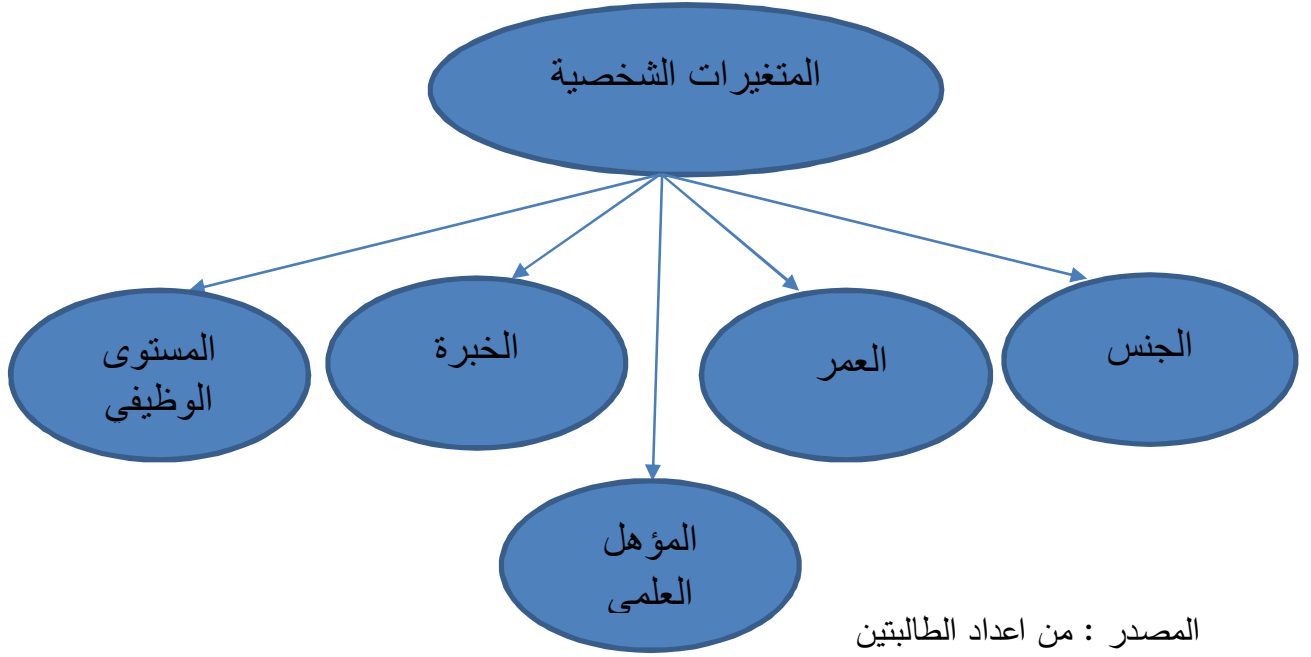 المتغيرات الشخصية
الجنس
العمر
الخبرة
المستوى
الوظيفي
المؤهل
العلمي
المصدر : من اعداد الطالبتين